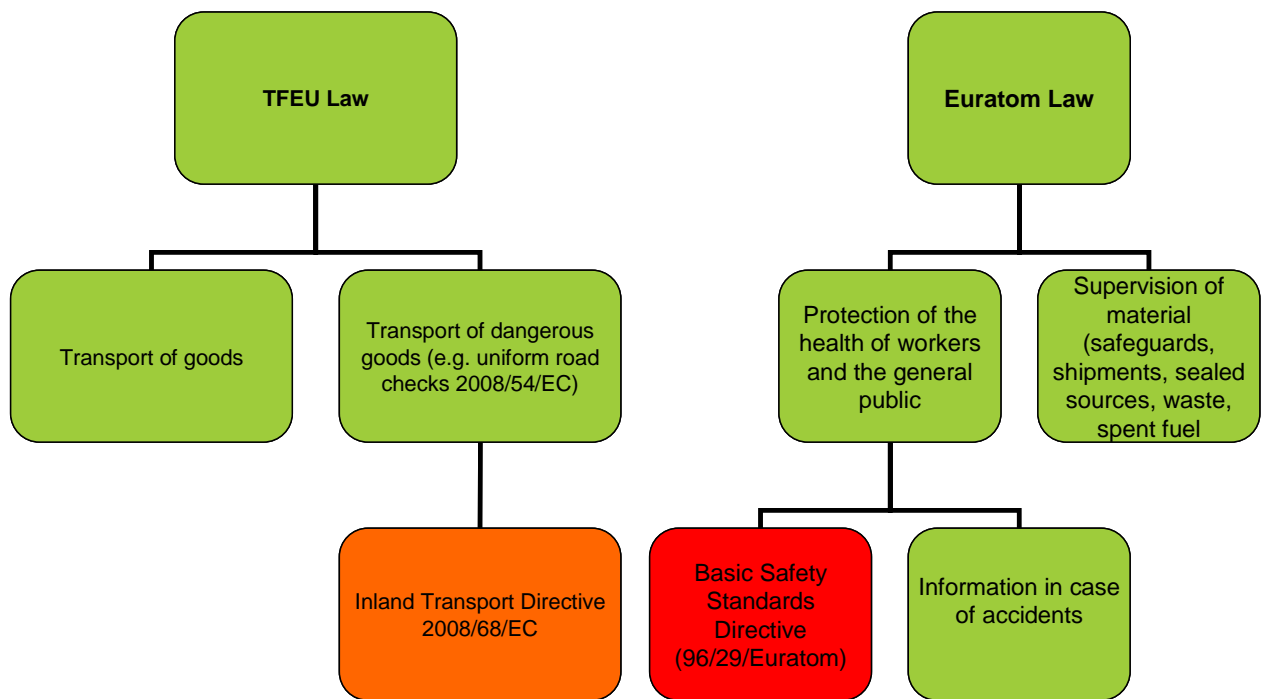 TFEU Law
Euratom Law
Transport of goods
Transport of dangerous
goods (e.g. uniform road
checks 2008/54/EC)
Protection of the
health of workers
and the general
public
Supervision of
material
(safeguards,
shipments, sealed
sources, waste,
spent fuel
Inland Transport Directive
2008/68/EC
Basic Safety
Standards
Directive
(96/29/Euratom)
Information in case
of accidents